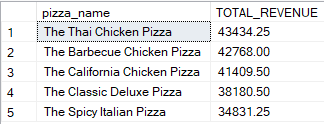 pizza_name TOTAL_REVENUE
1 The Thai Chicken Pizza 43434.25
2 The Barbecue Chicken Pizza 42768.00
3 The California Chicken Pizza 41409.50
4 The Classic Deluxe Pizza 38180.50
5 The Spicy Italian Pizza 34831.25